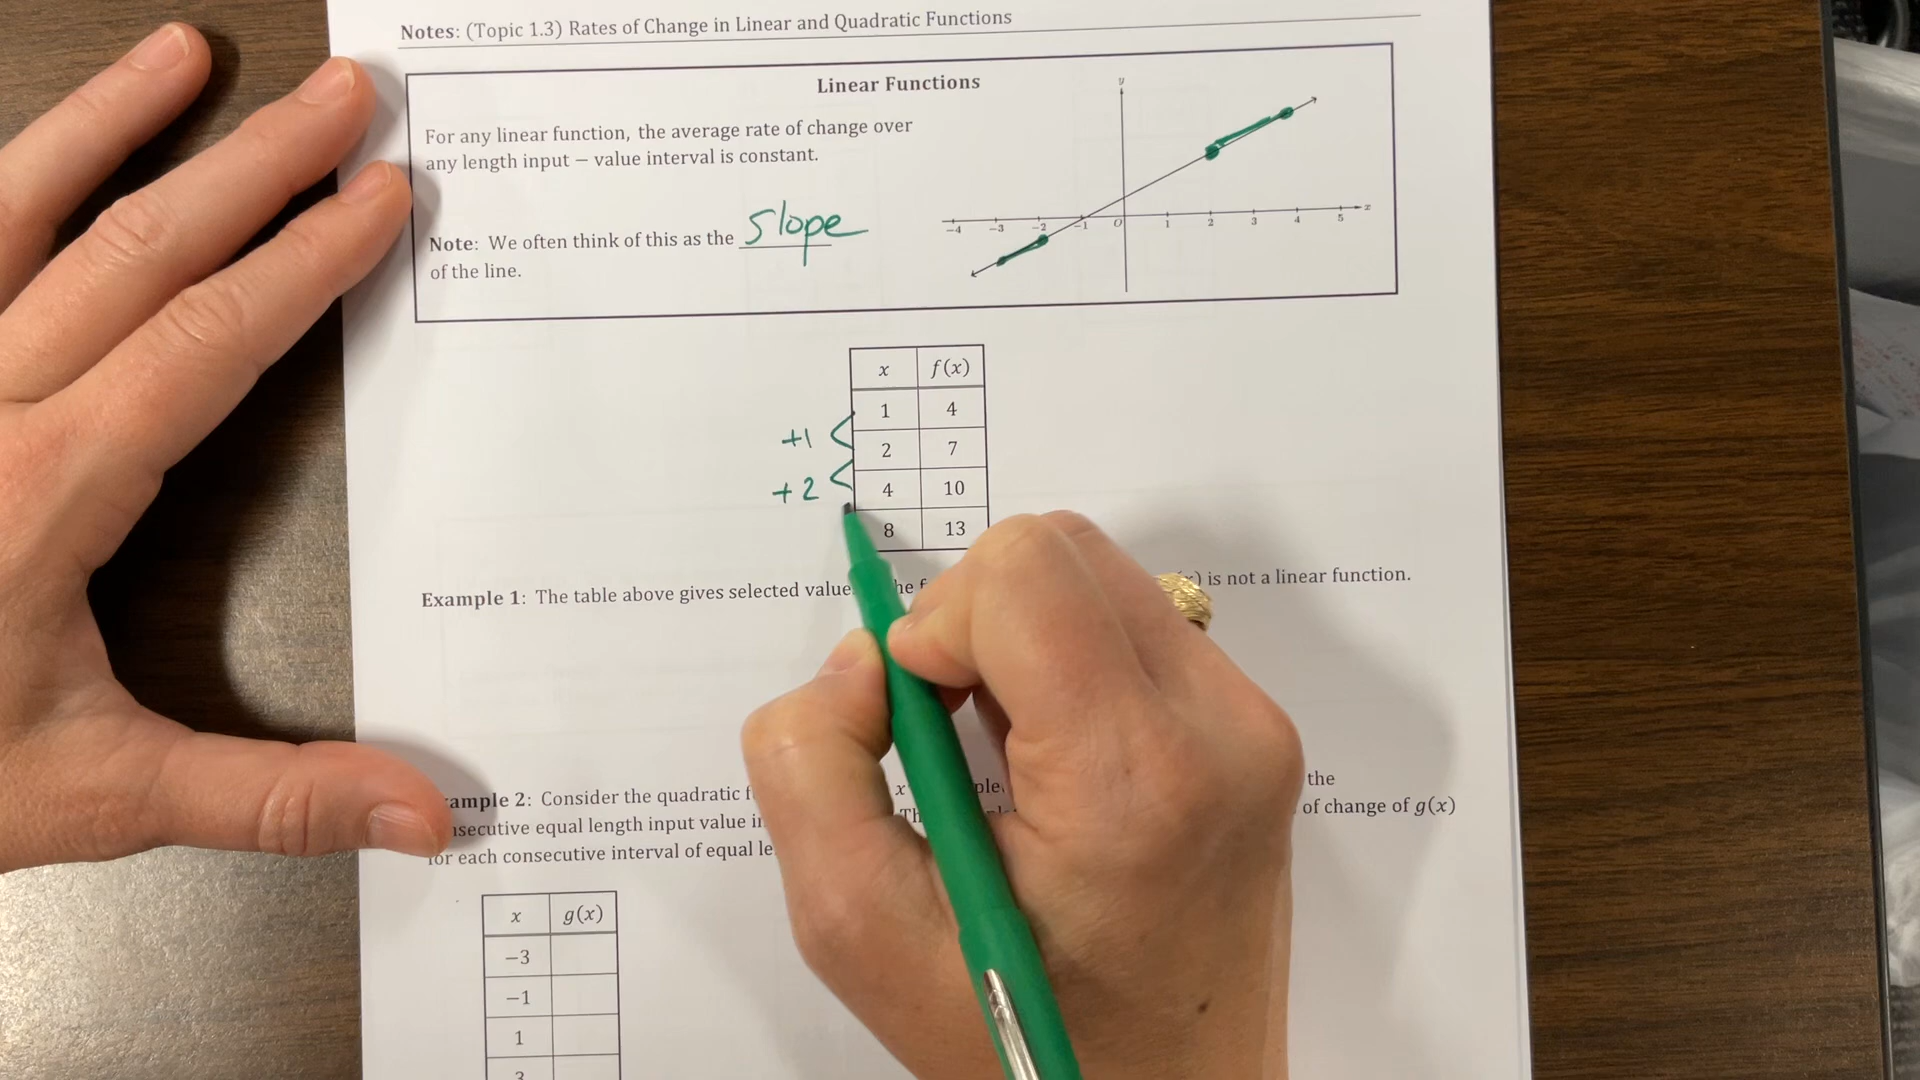 Notes: (Topic 1.3) Rates of Change in Linear and Quadratic Functions
Linear Functions
For any linear function, the average rate of change over
any length input – value interval is constant.
Note: We often think of this as the Slope
of the line.
y
x
−4 −3 −2 −1 O 1 2 3 4 5
x f(x)
1 4
+1
2 7
+2
4 10
8 13
Example 1: The table above gives selected value is not a linear function.
ample 2: Consider the quadratic the
nsecutive equal length input value of change of g(x)
for each consecutive interval of equal
x g(x)
−3
−1
1
3